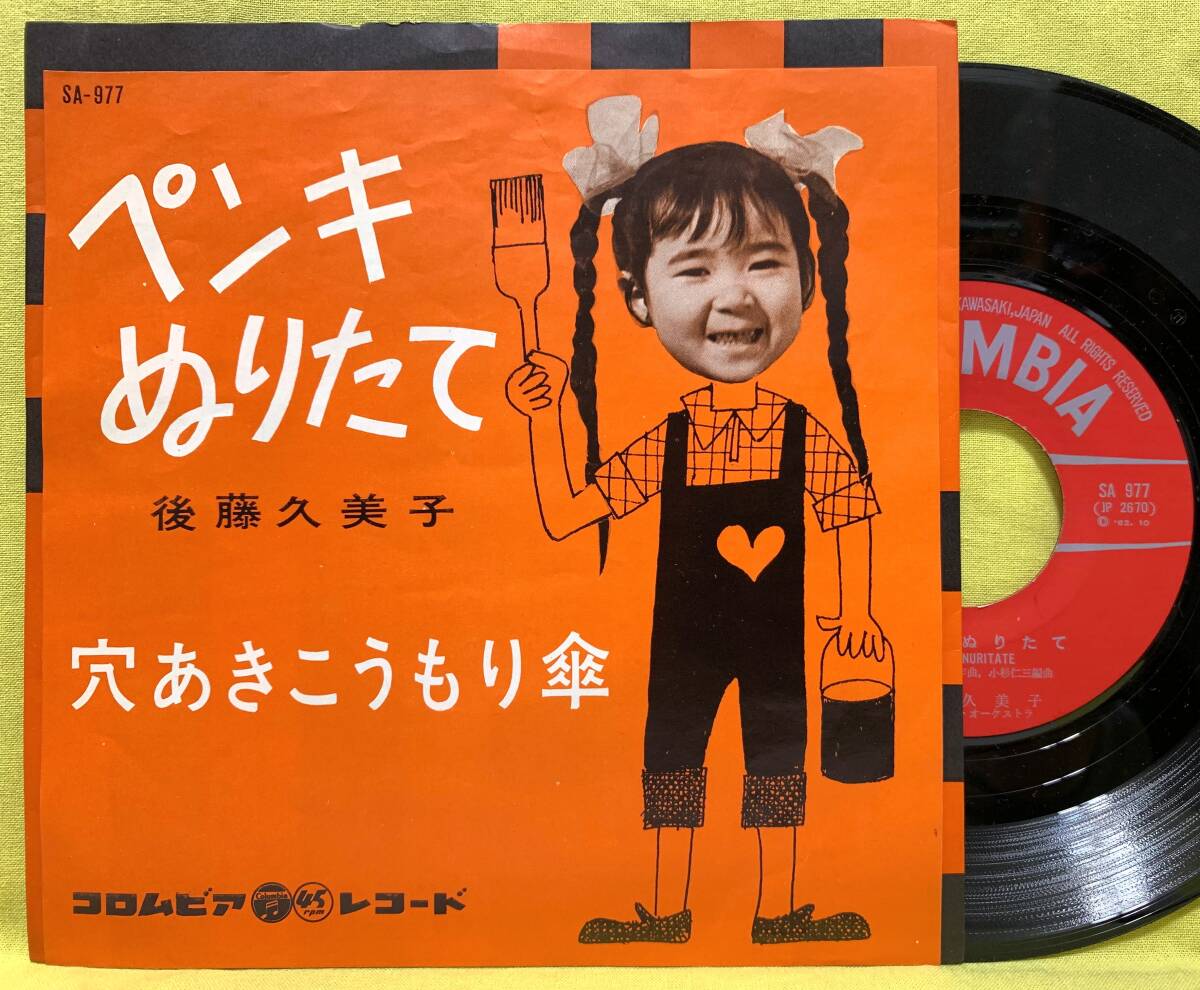 SA-977
ペンキ
ぬりたて
後藤久美子
穴あきこうもり傘
コロムビア Columbia 45 rpm レコード
KAWASAKI, JAPAN ALL RIGHTS RESERVED
MBIA
SA 977
(JP 2670)
Ⓒ '62. 10
ぬりたて
NURITATE
曲, 小杉仁三編曲
久美子
・オーケストラ